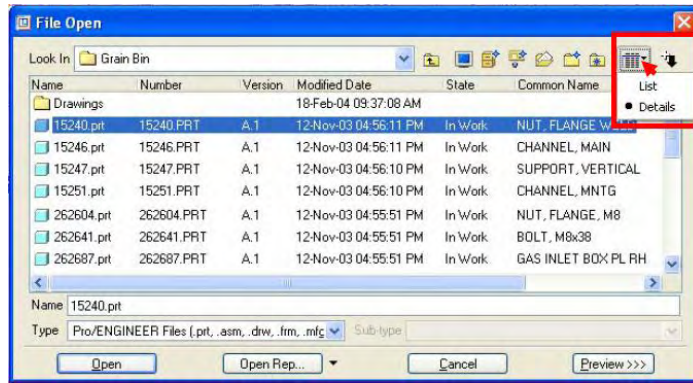 File Open
Look In Grain Bin
List
Details
Name Number Version Modified Date State Common Name
Drawings 18-Feb-04 09:37:08 AM
15240.prt 15240.PRT A.1 12-Nov-03 04:56:11 PM In Work NUT, FLANGE
15246.prt 15246.PRT A.1 12-Nov-03 04:56:11 PM In Work CHANNEL, MAIN
15247.prt 15247.PRT A.1 12-Nov-03 04:56:10 PM In Work SUPPORT, VERTICAL
15251.prt 15251.PRT A.1 12-Nov-03 04:56:10 PM In Work CHANNEL, MNTG
262604.prt 262604.PRT A.1 12-Nov-03 04:55:51 PM In Work NUT, FLANGE, M8
262641.prt 262641.PRT A.1 12-Nov-03 04:55:51 PM In Work BOLT, M8x38
262687.prt 262687.PRT A.1 12-Nov-03 04:55:51 PM In Work GAS INLET BOX PL RH
Name 15240.prt
Type Pro/ENGINEER Files (.prt, .asm, .drw, .frm, .mfg Sub-type
Open Open Rep... Cancel Preview >>>